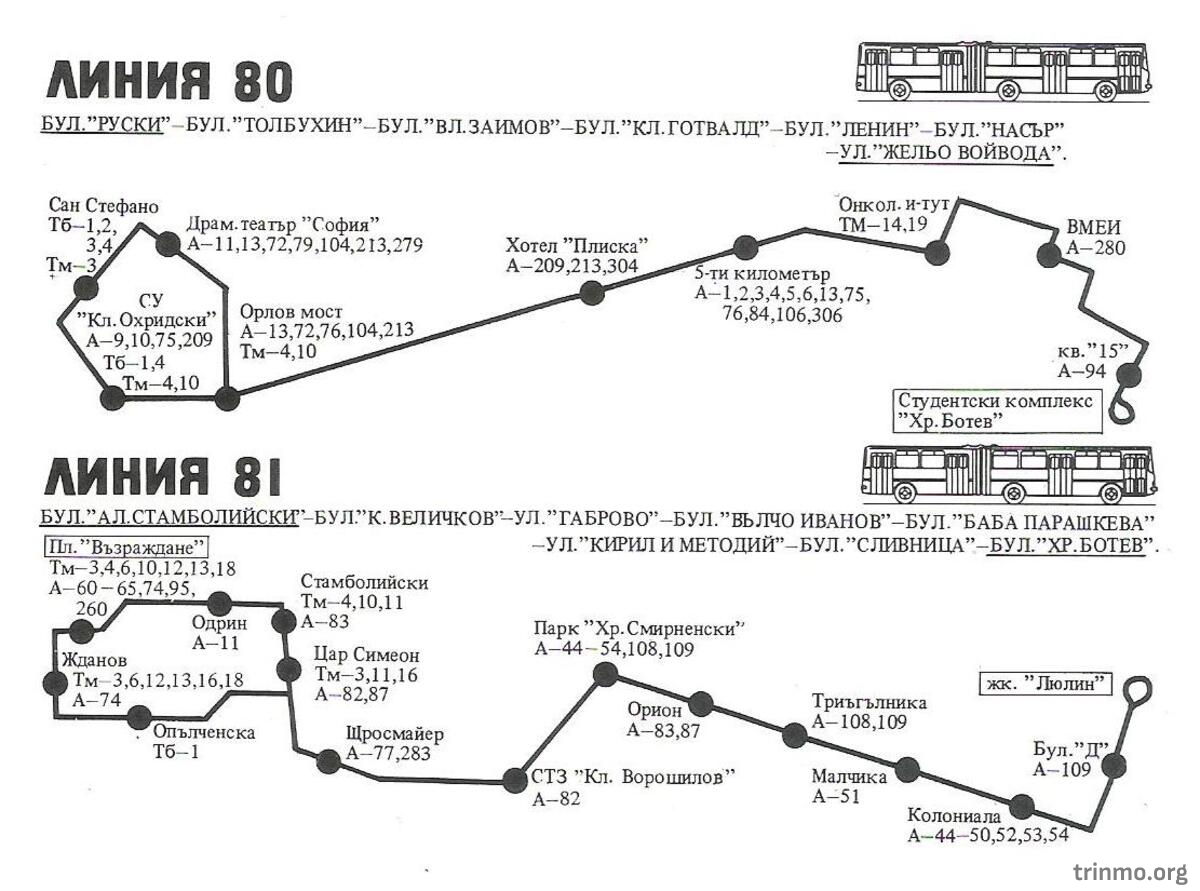 ЛИНИЯ 80
БУЛ."РУСКИ"–БУЛ."ТОЛБУХИН"–БУЛ."ВЛ.ЗАИМОВ"–БУЛ."КЛ.ГОТВАЛД"–БУЛ."ЛЕНИН"–БУЛ."НАСЪР"
–УЛ."ЖЕЛЬО ВОЙВОДА".
Сан Стефано
Тб–1,2,
3,4
Тм–3
Драм.театър "София"
А–11,13,72,79,104,213,279
СУ
"Кл.Охридски"
А–9,10,75,209
Тб–1,4
Тм–4,10
Орлов мост
А–13,72,76,104,213
Тм–4,10
Хотел "Плиска"
А–209,213,304
5-ти километър
А–1,2,3,4,5,6,13,75,
76,84,106,306
Онкол. и-тут
ТМ–14,19
ВМЕИ
А–280
кв."15"
А–94
Студентски комплекс
"Хр.Ботев"
ЛИНИЯ 81
БУЛ."АЛ.СТАМБОЛИЙСКИ"–БУЛ."К.ВЕЛИЧКОВ"–УЛ."ГАБРОВО"–БУЛ."ВЪЛЧО ИВАНОВ"–БУЛ."БАБА ПАРАШКЕВА"
–УЛ."КИРИЛ И МЕТОДИЙ"–БУЛ."СЛИВНИЦА"–БУЛ."ХР.БОТЕВ".
Пл."Възраждане"
Тм–3,4,6,10,12,13,18
А–60–65,74,95,
260
Одрин
А–11
Стамболийски
Тм–4,10,11
А–83
Жданов
Тм–3,6,12,13,16,18
А–74
Цар Симеон
Тм–3,11,16
А–82,87
Опълченска
Тб–1
Щросмайер
А–77,283
СТЗ "Кл. Ворошилов"
А–82
Парк "Хр.Смирненски"
А–44–54,108,109
Орион
А–83,87
Триъгълника
А–108,109
Малчика
А–51
Колониала
А–44–50,52,53,54
Бул."Д"
А–109
жк. "Люлин"
trinmo.org